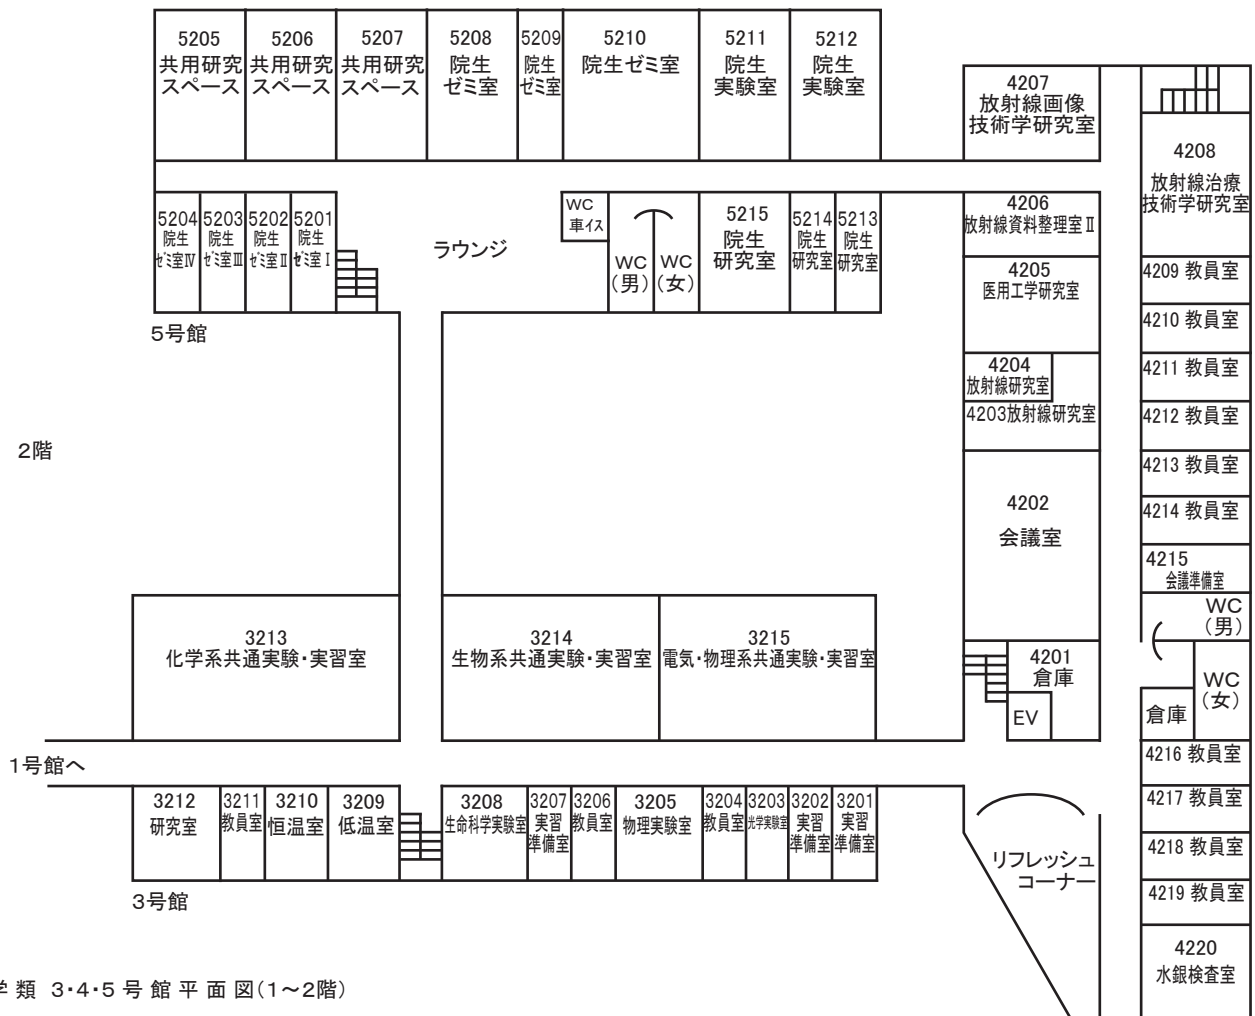 5205
共用研究
スペース
5206
共用研究
スペース
5207
共用研究
スペース
5208
院生
ゼミ室
5209
院生
ゼミ室
5210
院生ゼミ室
5211
院生
実験室
5212
院生
実験室
4207
放射線画像
技術学研究室
4208
放射線治療
技術学研究室
5204
院生
ゼミ室Ⅳ
5203
院生
ゼミ室Ⅲ
5202
院生
ゼミ室Ⅱ
5201
院生
ゼミ室Ⅰ
ラウンジ
WC
車イス
WC
(男)
WC
(女)
5215
院生
研究室
5214
院生
研究室
5213
院生
研究室
4206
放射線資料整理室Ⅱ
4205
医用工学研究室
4209 教員室
4210 教員室
5号館
4204
放射線研究室
4203放射線研究室
4211 教員室
4212 教員室
2階
4213 教員室
4202
会議室
4214 教員室
4215
会議準備室
WC
(男)
3213
化学系共通実験・実習室
3214
生物系共通実験・実習室
3215
電気・物理系共通実験・実習室
4201
倉庫
EV
WC
(女)
倉庫
1号館へ
4216 教員室
3212
研究室
3211
教員室
3210
恒温室
3209
低温室
3208
生命科学実験室
3207
実習
準備室
3206
教員室
3205
物理実験室
3204
教員室
3203
光学実験室
3202
実習
準備室
3201
実習
準備室
4217 教員室
4218 教員室
リフレッシュ
コーナー
4219 教員室
3号館
4220
水銀検査室
類 3・4・5 号 館 平 面 図(1～2階)